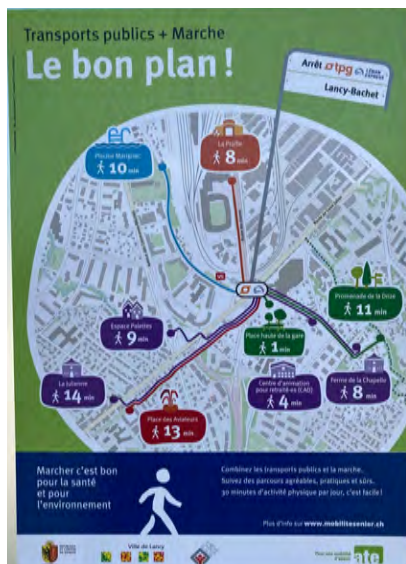 Transports publics + Marche
Le bon plan !
Arrêt tpg LÉMAN EXPRESS
Lancy-Bachet
Piscine Marignac
10 min
La Praille
8 min
Promenade de la Drize
11 min
Espace Palettes
9 min
Place haute de la gare
1 min
La Julienne
14 min
Place des Aviateurs
13 min
Centre d'animation
pour retraité-es (CAD)
4 min
Ferme de la Chapelle
8 min
Marcher c'est bon
pour la santé
et pour
l'environnement
Combinez les transports publics et la marche.
Suivez des parcours agréables, pratiques et sûrs.
30 minutes d'activité physique par jour, c'est facile !
Plus d'info sur www.mobilitesenior.ch
Ville de Lancy
ate